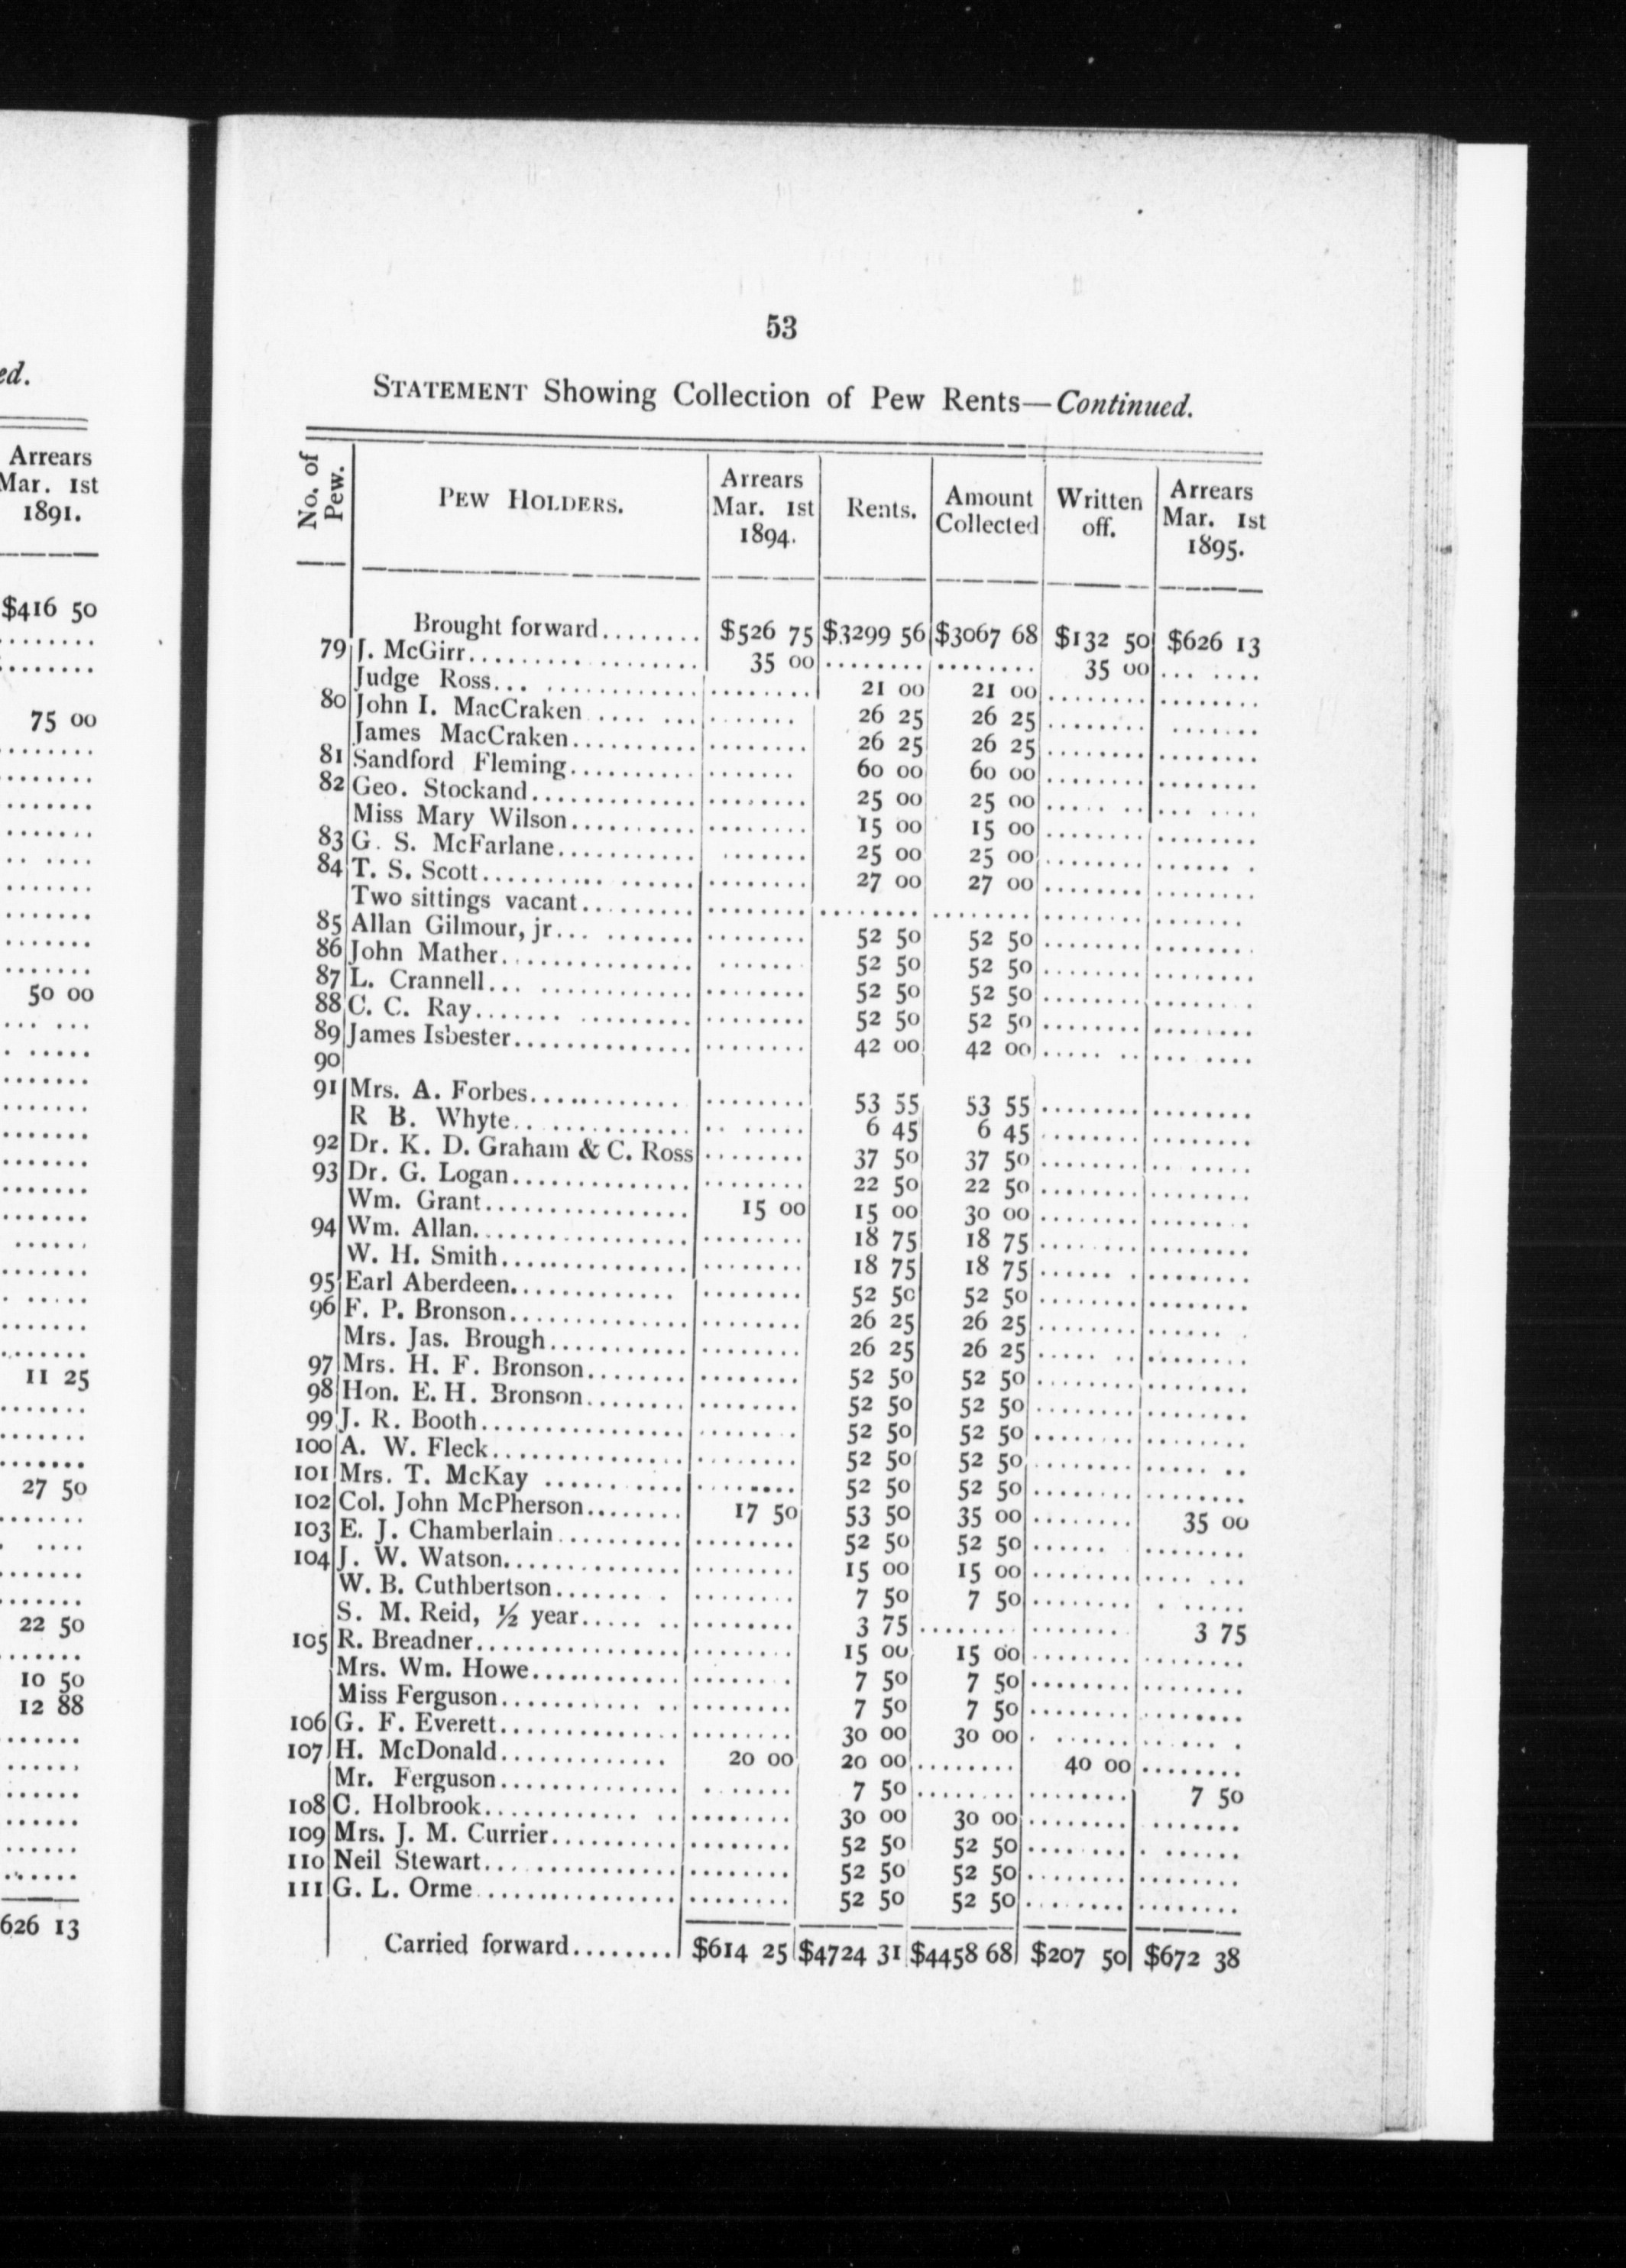 ed.
Arrears
Mar. 1st
1891.
$416 50
75 00
50 00
11 25
27 50
22 50
10 50
12 88
626 13
53
STATEMENT Showing Collection of Pew Rents—Continued.
No. of Pew.
PEW HOLDERS.
Arrears Mar. 1st 1894.
Rents.
Amount Collected
Written off.
Arrears Mar. 1st 1895.
Brought forward........ $526 75 $3299 56 $3067 68 $132 50 $626 13
79 J. McGirr.................. 35 00 ........ ........ 35 00 ... ....
Judge Ross... ............. ........ 21 00 21 00 ........ ........
80 John I. MacCraken .... ... ....... 26 25 26 25 ........ .......
James MacCraken........... ........ 26 25 26 25 ........ ........
81 Sandford Fleming........... ....... 60 00 60 00 ........ ........
82 Geo. Stockand.............. ........ 25 00 25 00 ..... .. ... ....
Miss Mary Wilson........... ........ 15 00 15 00 ........ ........
83 G. S. McFarlane............ ....... 25 00 25 00 ........ ...... .
84 T. S. Scott.......... ...... ........ 27 00 27 00 ........ ........
Two sittings vacant.......... ........ ........ ........ ........ .......
85 Allan Gilmour, jr... ....... ........ 52 50 52 50 ........ ........
86 John Mather............... ....... 52 50 52 50 ........ ........
87 L. Crannell... ............. ........ 52 50 52 50 ........ ........
88 C. C. Ray....... ......... ........ 52 50 52 50 ........ ........
89 James Isbester.............. ........ 42 00 42 00 ..... .. ... ....
90
91 Mrs. A. Forbes............. ........ 53 55 53 55 ........ ........
R B. Whyte.. ............. .. ..... 6 45 6 45 ........ ........
92 Dr. K. D. Graham & C. Ross ........ 37 50 37 50 ........ .. .....
93 Dr. G. Logan............... ........ 22 50 22 50 ........ ........
Wm. Grant................. 15 00 15 00 30 00 ........ ........
94 Wm. Allan.................. ........ 18 75 18 75 ........ ........
W. H. Smith................ ........ 18 75 18 75 ...... . ........
95 Earl Aberdeen.............. ........ 52 50 52 50 ........ ........
96 F. P. Bronson............... ........ 26 25 26 25 ........ ...... .
Mrs. Jas. Brough............ ........ 26 25 26 25 ..... .. ........
97 Mrs. H. F. Bronson........ ........ 52 50 52 50 ........ ........
98 Hon. E. H. Bronson........ ........ 52 50 52 50 ........ ........
99 J. R. Booth................. ....... 52 50 52 50 ........ ........
100 A. W. Fleck................ ........ 52 50 52 50 ........ ..... ..
101 Mrs. T. McKay ...... .... ........ 52 50 52 50 ........ ........
102 Col. John McPherson........ 17 50 53 50 35 00 ........ 35 00
103 E. J. Chamberlain.......... ........ 52 50 52 50 ...... ........
104 J. W. Watson............... ........ 15 00 15 00 ........ .... ...
W. B. Cuthbertson....... . ........ 7 50 7 50 ........ . .....
S. M. Reid, ½ year..... .. ........ 3 75 ........ ....... 3 75
105 R. Breadner................. ........ 15 00 15 00 ........ ........
Mrs. Wm. Howe............ ........ 7 50 7 50 ........ ........
Miss Ferguson............ .. ........ 7 50 7 50 ........ ........
106 G. F. Everett............... ........ 30 00 30 00 . ...... ...... .
107 H. McDonald.............. 20 00 20 00 ........ 40 00 ........
Mr. Ferguson............... . ...... 7 50 ........ ........ 7 50
108 C. Holbrook............ .. ........ 30 00 30 00 ........ .......
109 Mrs. J. M. Currier.......... ........ 52 50 52 50 ........ . ......
110 Neil Stewart.... ............ ........ 52 50 52 50 ........ ........
111 G. L. Orme................. ........ 52 50 52 50 ........ ........
Carried forward........ $614 25 $4724 31 $4458 68 $207 50 $672 38